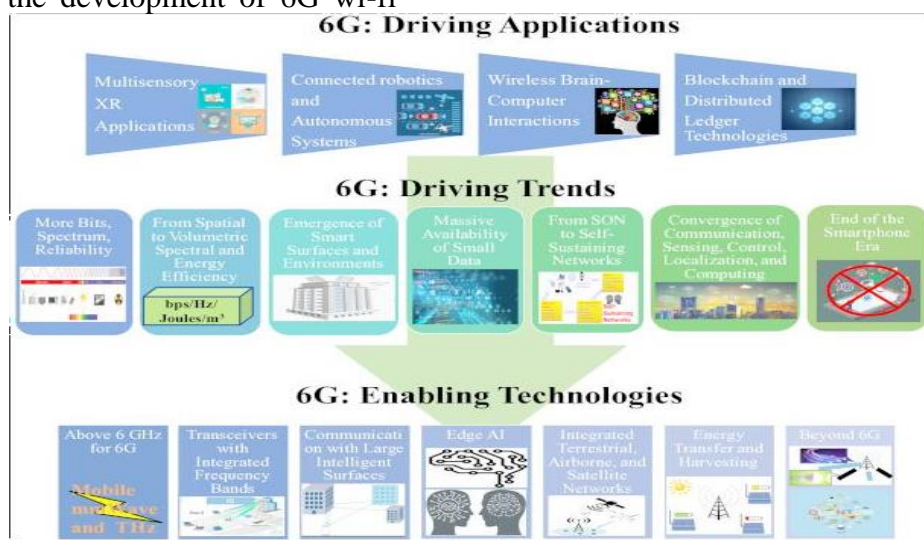 the development of 6G wi-fi
6G: Driving Applications
Multisensory
XR
Applications
Connected robotics
and
Autonomous
Systems
Wireless Brain-
Computer
Interactions
Blockchain and
Distributed
Ledger
Technologies
6G: Driving Trends
More Bits,
Spectrum,
Reliability
From Spatial
to Volumetric
Spectral and
Energy
Efficiency
bps/Hz/
Joules/m³
Emergence of
Smart
Surfaces and
Environments
Massive
Availability
of Small
Data
From SON
to Self-
Sustaining
Networks
Convergence of
Communication,
Sensing, Control,
Localization, and
Computing
End of the
Smartphone
Era
6G: Enabling Technologies
Above 6 GHz
for 6G
Mobile
mmWave
and THz
Transceivers
with
Integrated
Frequency
Bands
Communicati
on with Large
Intelligent
Surfaces
Edge AI
Integrated
Terrestrial,
Airborne, and
Satellite
Networks
Energy
Transfer and
Harvesting
Beyond 6G